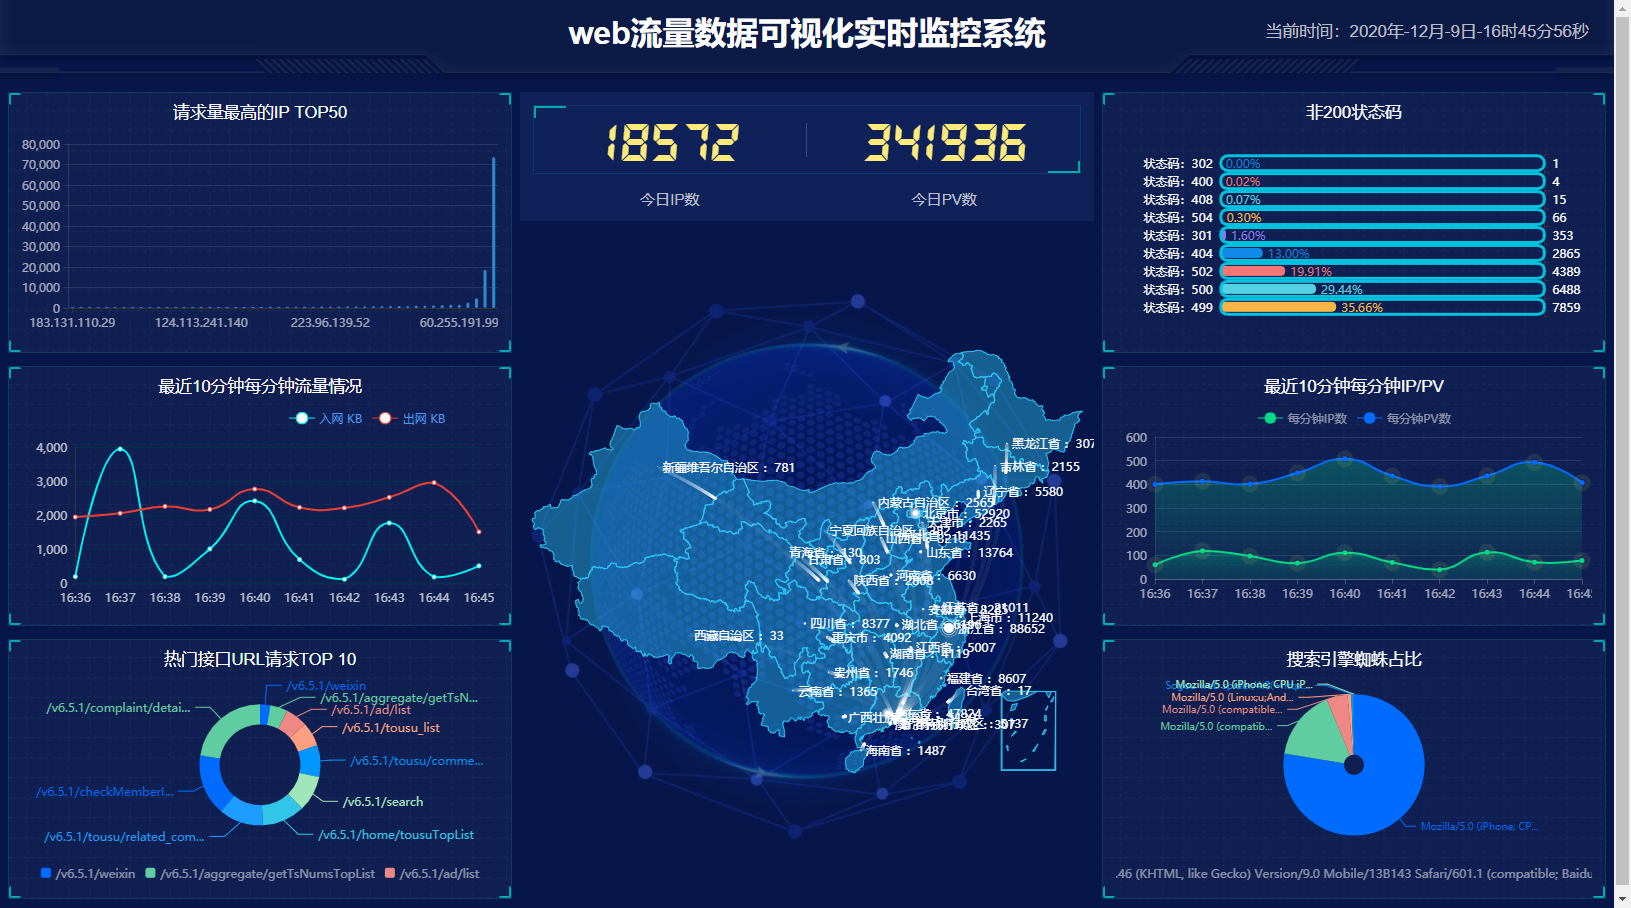 web流量数据可视化实时监控系统
当前时间：2020年-12月-9日-16时45分56秒
请求量最高的IP TOP50
80,000
70,000
60,000
50,000
40,000
30,000
20,000
10,000
0
183.131.110.29
124.113.241.140
223.96.139.52
60.255.191.99
最近10分钟每分钟流量情况
入网 KB
出网 KB
4,000
3,000
2,000
1,000
0
16:36
16:37
16:38
16:39
16:40
16:41
16:42
16:43
16:44
16:45
热门接口URL请求TOP 10
/v6.5.1/weixin
/v6.5.1/aggregate/getTsN...
/v6.5.1/ad/list
/v6.5.1/tousu_list
/v6.5.1/tousu/comme...
/v6.5.1/search
/v6.5.1/home/tousuTopList
/v6.5.1/tousu/related_com...
/v6.5.1/checkMemberI...
/v6.5.1/complaint/detai...
/v6.5.1/weixin
/v6.5.1/aggregate/getTsNumsTopList
/v6.5.1/ad/list
18572
341936
今日IP数
今日PV数
黑龙江省：307
吉林省：2155
新疆维吾尔自治区：781
辽宁省：5580
内蒙古自治区：2565
北京市：52920
天津市：2265
宁夏回族自治区：382
青海省：130
甘肃省：803
山东省：13764
陕西省：2808
河南省：6630
上海市：11240
浙江省：88652
四川省：8377
湖北省：6196
重庆市：4092
西藏自治区：33
江西省：5007
湖南省：4119
贵州省：1746
福建省：8607
云南省：1365
台湾省：17
海南省：1487
非200状态码
状态码：302 0.00% 1
状态码：400 0.02% 4
状态码：408 0.07% 15
状态码：504 0.30% 66
状态码：301 1.60% 353
状态码：404 13.00% 2865
状态码：502 19.91% 4389
状态码：500 29.44% 6488
状态码：499 35.66% 7859
最近10分钟每分钟IP/PV
每分钟IP数
每分钟PV数
600
500
400
300
200
100
0
16:36
16:37
16:38
16:39
16:40
16:41
16:42
16:43
16:44
16:4
搜索引擎蜘蛛占比
Mozilla/5.0 (iPhone; CPU iP...
Mozilla/5.0 (Linux;u;And...
Mozilla/5.0 (compatible...
Mozilla/5.0 (compatib...
Mozilla/5.0 (iPhone; CP...
.46 (KHTML, like Gecko) Version/9.0 Mobile/13B143 Safari/601.1 (compatible; Baidu